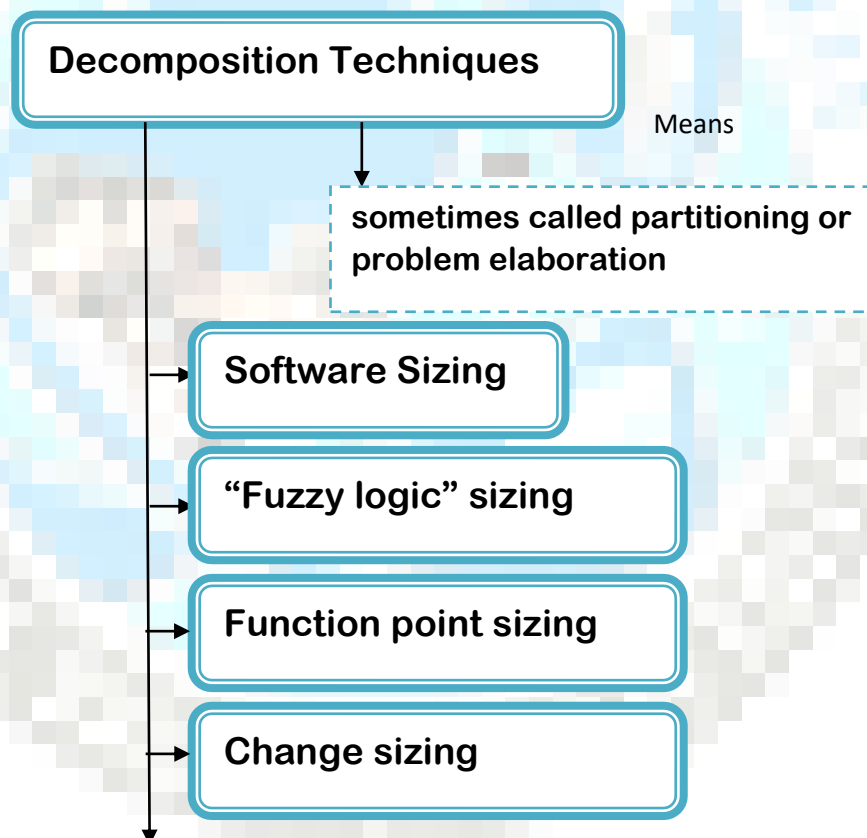 Decomposition Techniques
Means
sometimes called partitioning or
problem elaboration
Software Sizing
“Fuzzy logic” sizing
Function point sizing
Change sizing